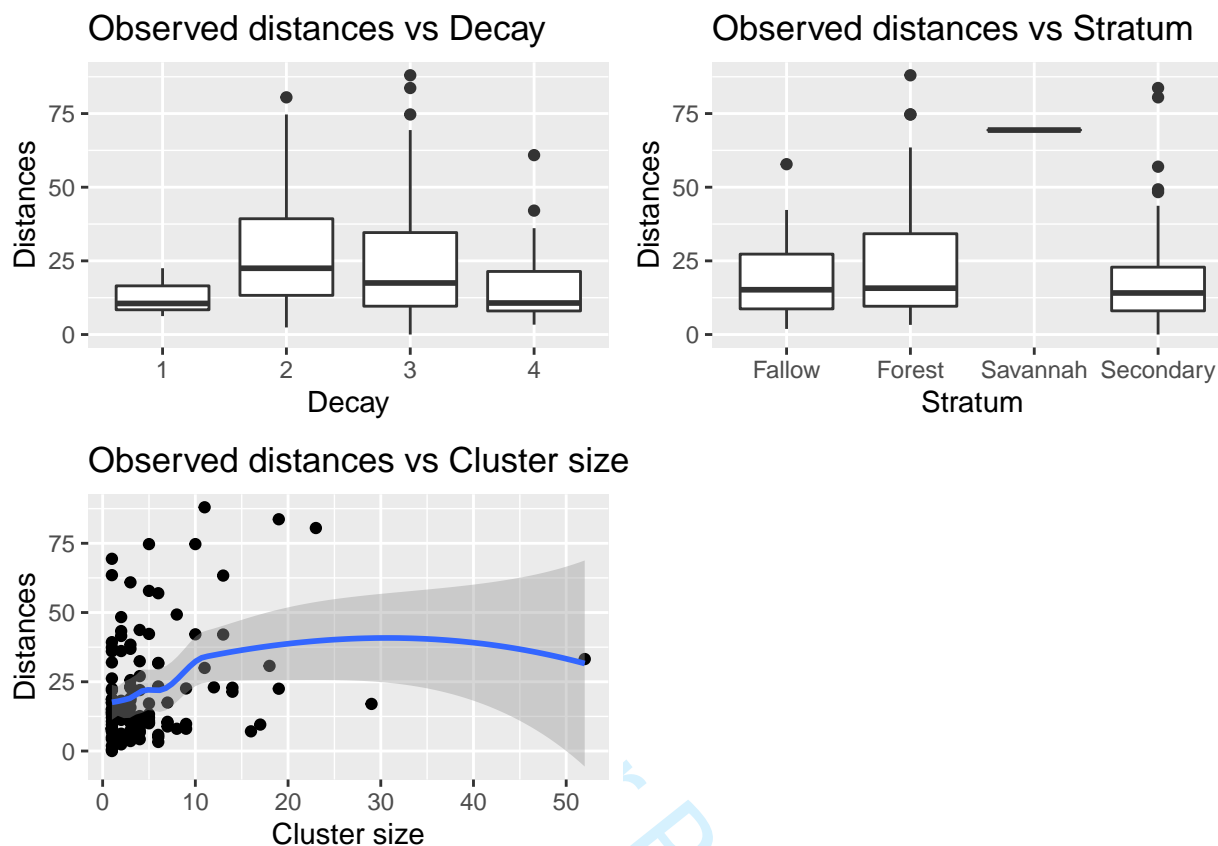 Observed distances vs Decay
Distances
75
50
25
0
1 2 3 4
Decay
Observed distances vs Stratum
Distances
75
50
25
0
Fallow Forest Savannah Secondary
Stratum
Observed distances vs Cluster size
Distances
75
50
25
0
0 10 20 30 40 50
Cluster size
r P